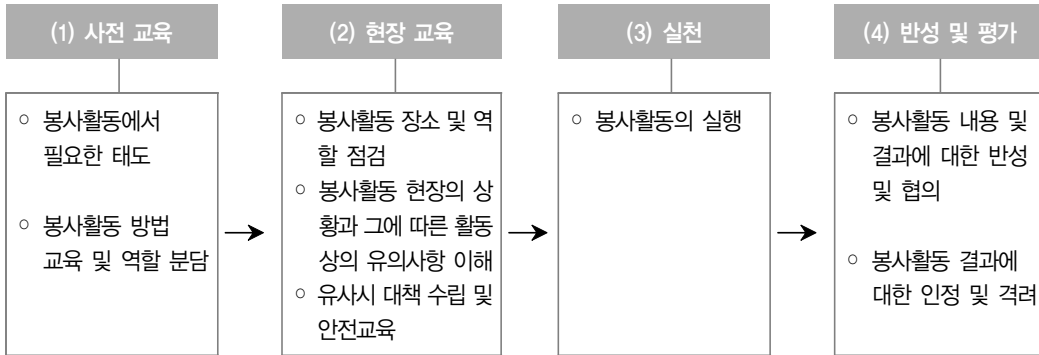 (1) 사전 교육
○ 봉사활동에서
필요한 태도
○ 봉사활동 방법
교육 및 역할 분담
(2) 현장 교육
○ 봉사활동 장소 및 역
할 점검
○ 봉사활동 현장의 상
황과 그에 따른 활동
상의 유의사항 이해
○ 유사시 대책 수립 및
안전교육
(3) 실천
○ 봉사활동의 실행
(4) 반성 및 평가
○ 봉사활동 내용 및
결과에 대한 반성
및 협의
○ 봉사활동 결과에
대한 인정 및 격려